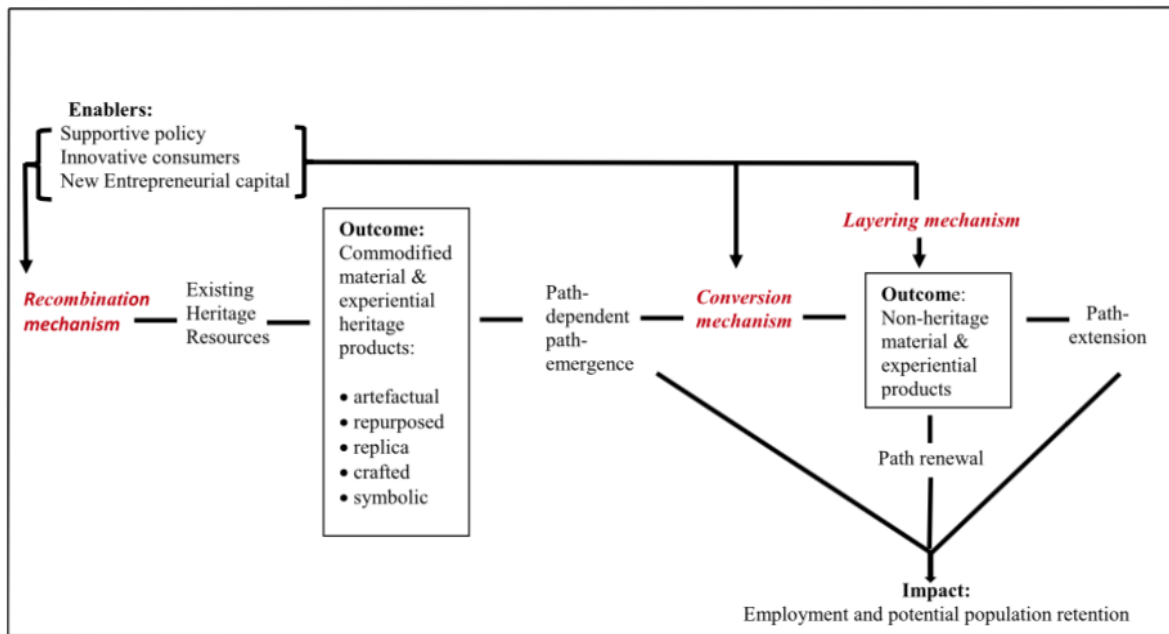 Enablers:
Supportive policy
Innovative consumers
New Entrepreneurial capital
Recombination
mechanism
Existing
Heritage
Resources
Outcome:
Commodified
material &
experiential
heritage
products:
• artefactual
• repurposed
• replica
• crafted
• symbolic
Path-
dependent
path-
emergence
Conversion
mechanism
Layering mechanism
Outcome:
Non-heritage
material &
experiential
products
Path-
extension
Path renewal
Impact:
Employment and potential population retention